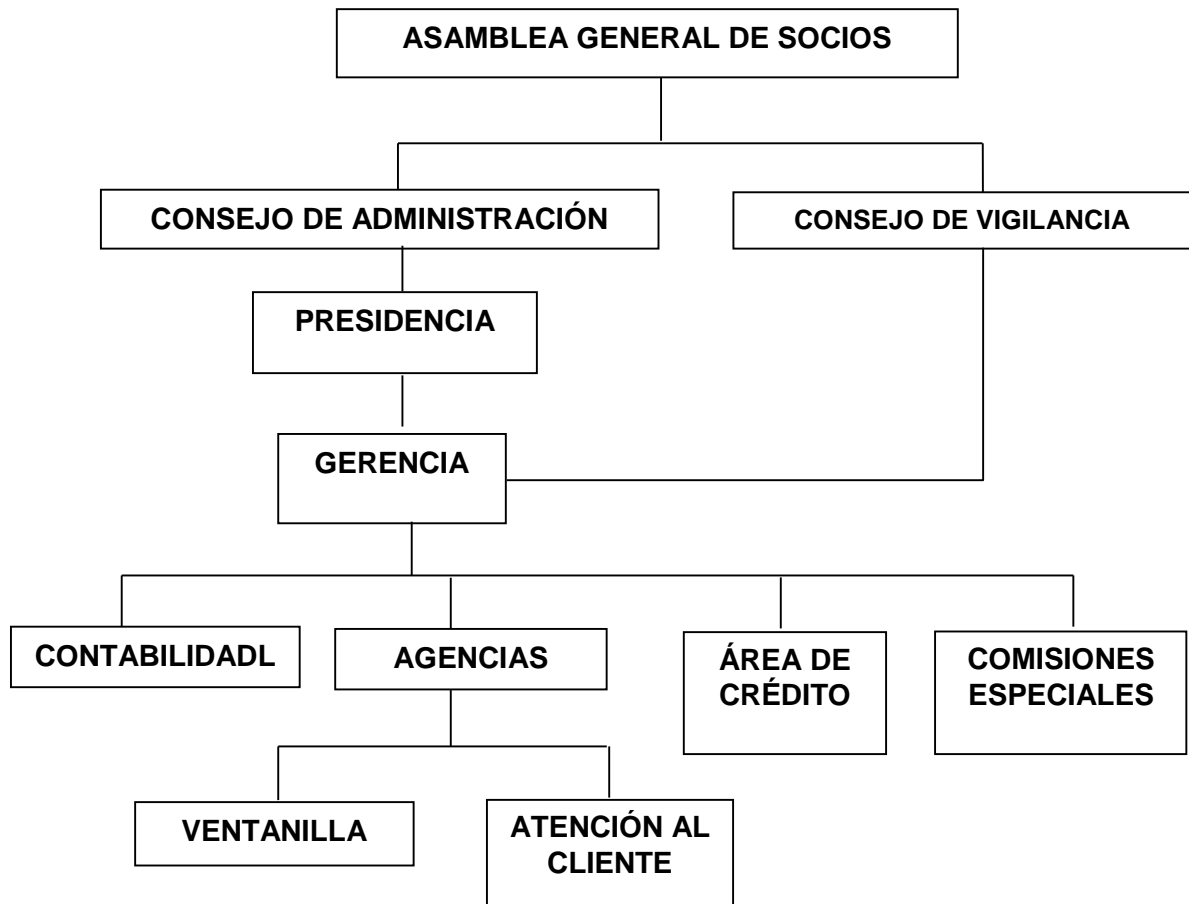 ASAMBLEA GENERAL DE SOCIOS
CONSEJO DE ADMINISTRACIÓN
CONSEJO DE VIGILANCIA
PRESIDENCIA
GERENCIA
CONTABILIDADL
AGENCIAS
ÁREA DE
CRÉDITO
COMISIONES
ESPECIALES
VENTANILLA
ATENCIÓN AL
CLIENTE